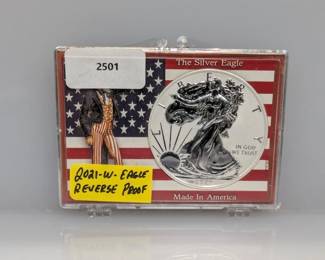 2501
The Silver Eagle
LIBERTY
IN GOD
WE TRUST
2021-W- EAGLE
REVERSE PROOF
Made In America